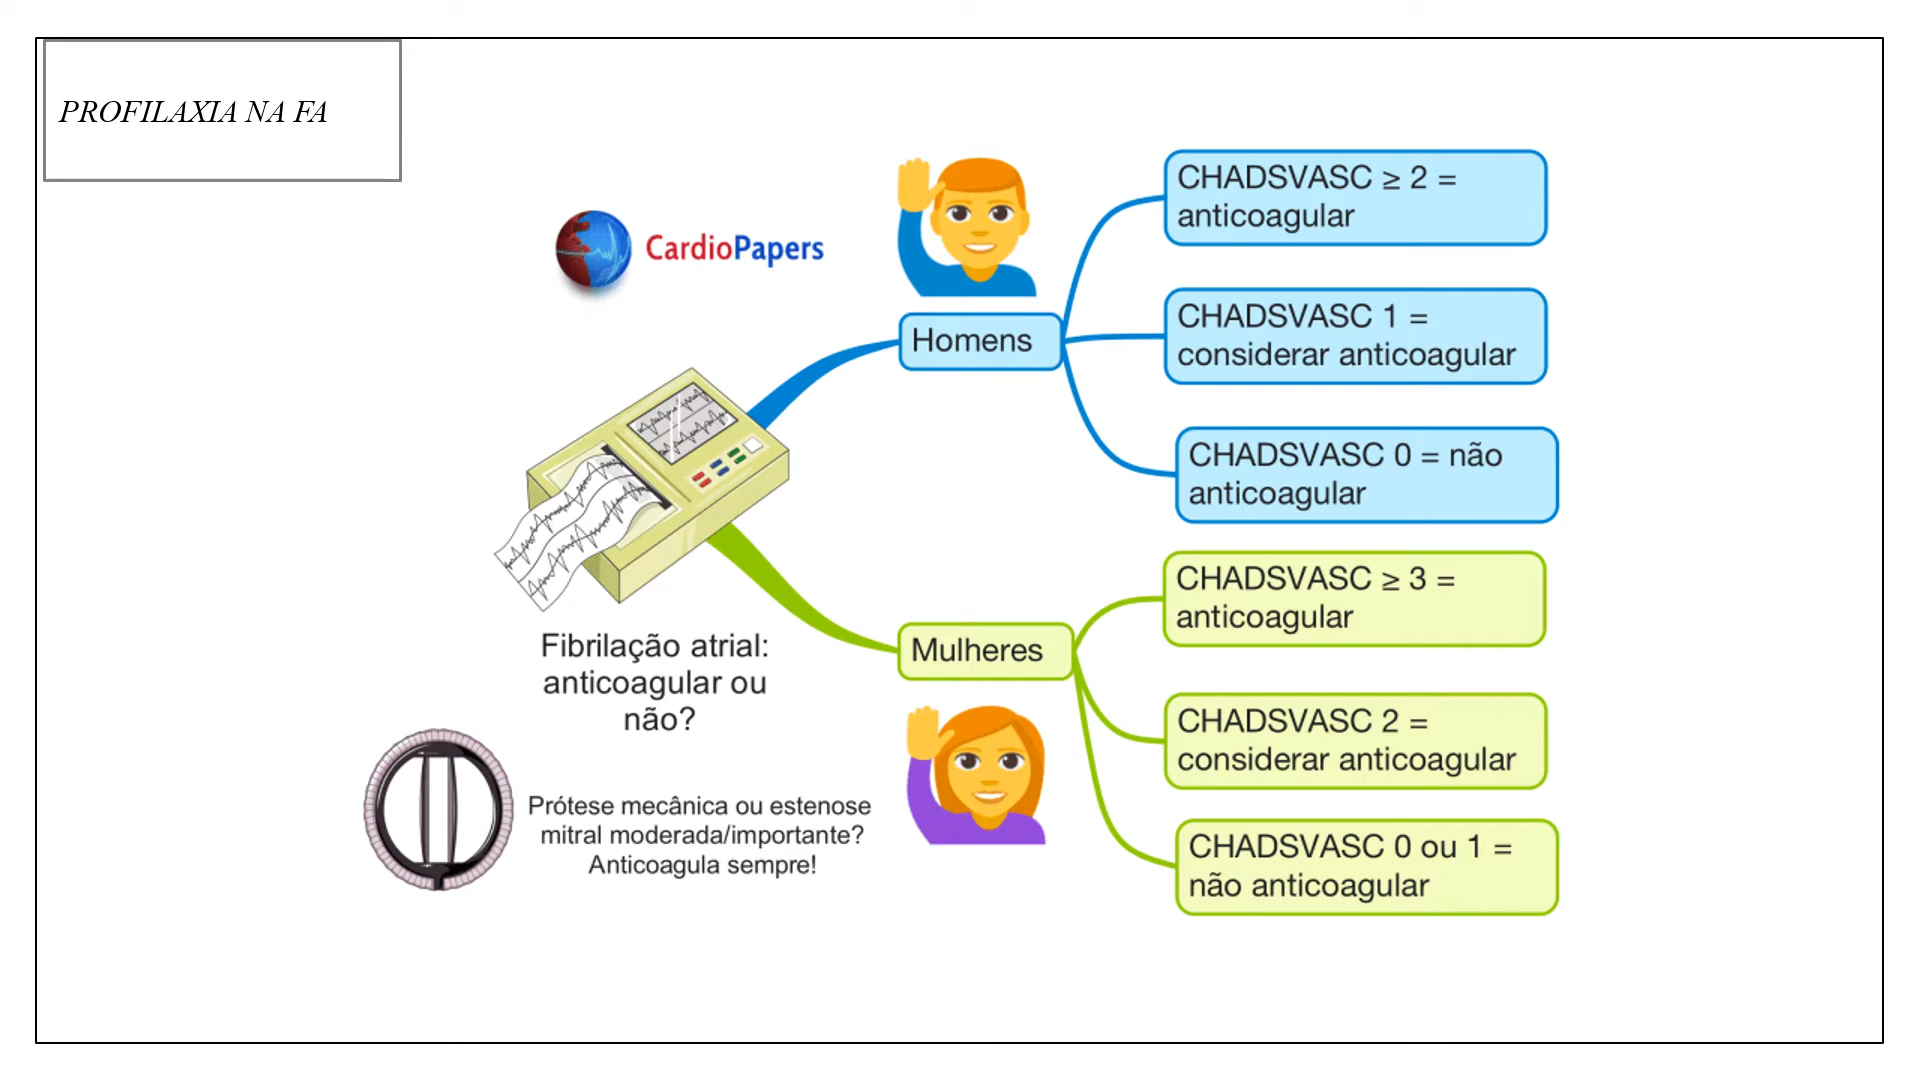 PROFILAXIA NA FA
CardioPapers
Homens
CHADSVASC ≥ 2 =
anticoagular
CHADSVASC 1 =
considerar anticoagular
CHADSVASC 0 = não
anticoagular
Fibrilação atrial:
anticoagular ou
não?
Mulheres
CHADSVASC ≥ 3 =
anticoagular
CHADSVASC 2 =
considerar anticoagular
CHADSVASC 0 ou 1 =
não anticoagular
Prótese mecânica ou estenose
mitral moderada/importante?
Anticoagula sempre!